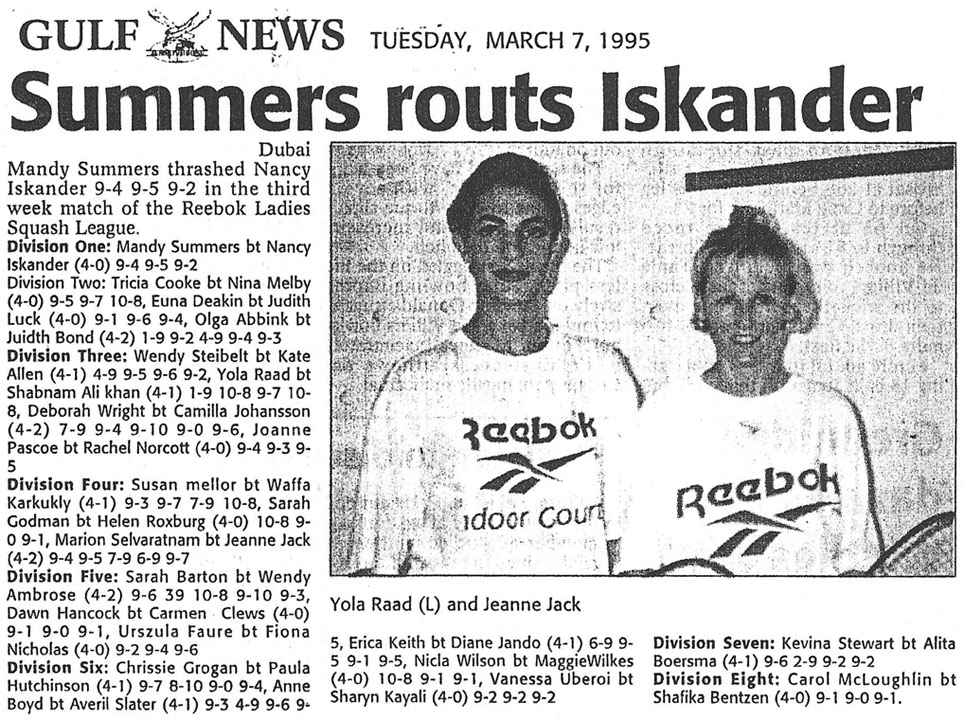 GULF NEWS TUESDAY, MARCH 7, 1995
Summers routs Iskander
Dubai
Mandy Summers thrashed Nancy
Iskander 9-4 9-5 9-2 in the third
week match of the Reebok Ladies
Squash League.
Division One: Mandy Summers bt Nancy
Iskander (4-0) 9-4 9-5 9-2
Division Two: Tricia Cooke bt Nina Melby
(4-0) 9-5 9-7 10-8, Euna Deakin bt Judith
Luck (4-0) 9-1 9-6 9-4, Olga Abbink bt
Juidth Bond (4-2) 1-9 9-2 4-9 9-4 9-3
Division Three: Wendy Steibelt bt Kate
Allen (4-1) 4-9 9-5 9-6 9-2, Yola Raad bt
Shabnam Ali khan (4-1) 1-9 10-8 9-7 10-
8, Deborah Wright bt Camilla Johansson
(4-2) 7-9 9-4 9-10 9-0 9-6, Joanne
Pascoe bt Rachel Norcott (4-0) 9-4 9-3 9-
5
Division Four: Susan mellor bt Waffa
Karkukly (4-1) 9-3 9-7 7-9 10-8, Sarah
Godman bt Helen Roxburg (4-0) 10-8 9-
0 9-1, Marion Selvaratnam bt Jeanne Jack
(4-2) 9-4 9-5 7-9 6-9 9-7
Division Five: Sarah Barton bt Wendy
Ambrose (4-2) 9-6 39 10-8 9-10 9-3,
Dawn Hancock bt Carmen Clews (4-0)
9-1 9-0 9-1, Urszula Faure bt Fiona
Nicholas (4-0) 9-2 9-4 9-6
Division Six: Chrissie Grogan bt Paula
Hutchinson (4-1) 9-7 8-10 9-0 9-4, Anne
Boyd bt Averil Slater (4-1) 9-3 4-9 9-6 9-
Reebok
ndoor Court
Reebok
Yola Raad (L) and Jeanne Jack
5, Erica Keith bt Diane Jando (4-1) 6-9 9-
5 9-1 9-5, Nicla Wilson bt MaggieWilkes
(4-0) 10-8 9-1 9-1, Vanessa Uberoi bt
Sharyn Kayali (4-0) 9-2 9-2 9-2
Division Seven: Kevina Stewart bt Alita
Boersma (4-1) 9-6 2-9 9-2 9-2
Division Eight: Carol McLoughlin bt
Shafika Bentzen (4-0) 9-1 9-0 9-1.